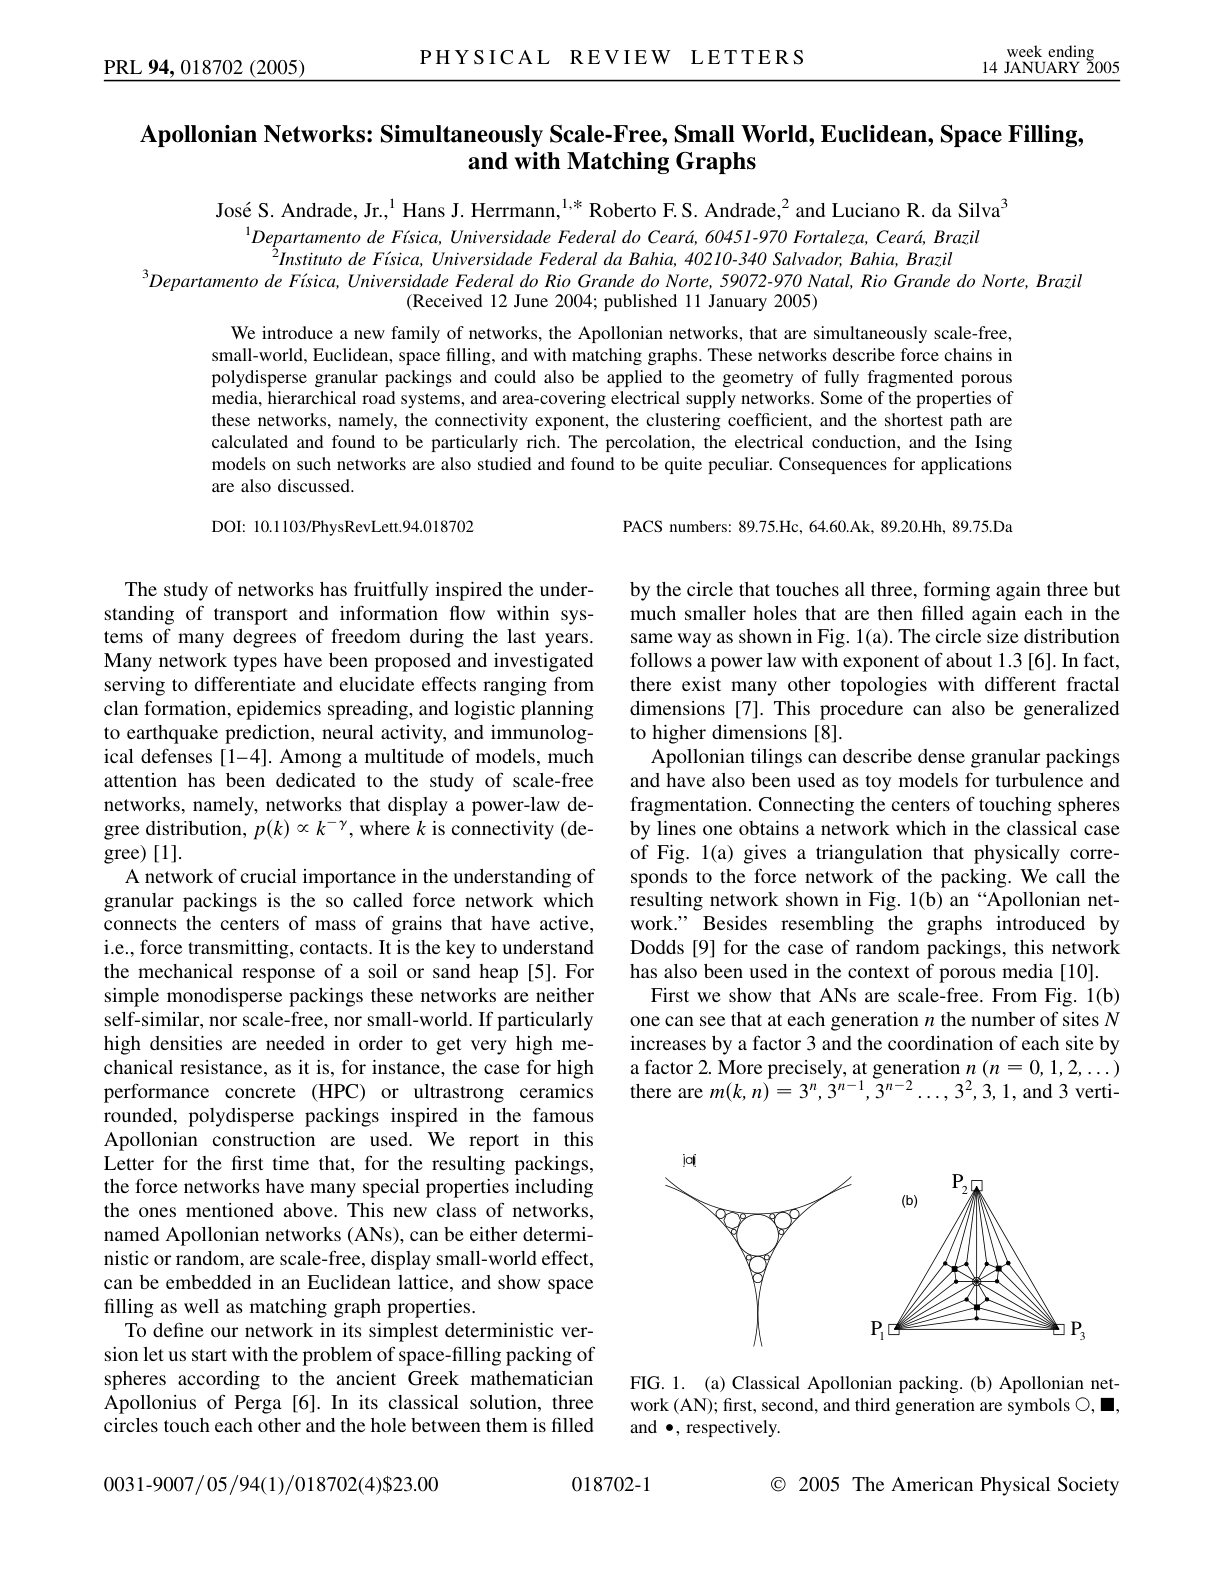 PRL 94, 018702 (2005)
PHYSICAL REVIEW LETTERS
week ending
14 JANUARY 2005
Apollonian Networks: Simultaneously Scale-Free, Small World, Euclidean, Space Filling,
and with Matching Graphs
José S. Andrade, Jr.,1 Hans J. Herrmann,1,* Roberto F. S. Andrade,2 and Luciano R. da Silva3
1Departamento de Física, Universidade Federal do Ceará, 60451-970 Fortaleza, Ceará, Brazil
2Instituto de Física, Universidade Federal da Bahia, 40210-340 Salvador, Bahia, Brazil
3Departamento de Física, Universidade Federal do Rio Grande do Norte, 59072-970 Natal, Rio Grande do Norte, Brazil
(Received 12 June 2004; published 11 January 2005)
We introduce a new family of networks, the Apollonian networks, that are simultaneously scale-free,
small-world, Euclidean, space filling, and with matching graphs. These networks describe force chains in
polydisperse granular packings and could also be applied to the geometry of fully fragmented porous
media, hierarchical road systems, and area-covering electrical supply networks. Some of the properties of
these networks, namely, the connectivity exponent, the clustering coefficient, and the shortest path are
calculated and found to be particularly rich. The percolation, the electrical conduction, and the Ising
models on such networks are also studied and found to be quite peculiar. Consequences for applications
are also discussed.
DOI: 10.1103/PhysRevLett.94.018702
PACS numbers: 89.75.Hc, 64.60.Ak, 89.20.Hh, 89.75.Da
The study of networks has fruitfully inspired the under-
standing of transport and information flow within sys-
tems of many degrees of freedom during the last years.
Many network types have been proposed and investigated
serving to differentiate and elucidate effects ranging from
clan formation, epidemics spreading, and logistic planning
to earthquake prediction, neural activity, and immunolog-
ical defenses [1–4]. Among a multitude of models, much
attention has been dedicated to the study of scale-free
networks, namely, networks that display a power-law de-
gree distribution, p(k) ∝ k^−γ, where k is connectivity (de-
gree) [1].
A network of crucial importance in the understanding of
granular packings is the so called force network which
connects the centers of mass of grains that have active,
i.e., force transmitting, contacts. It is the key to understand
the mechanical response of a soil or sand heap [5]. For
simple monodisperse packings these networks are neither
self-similar, nor scale-free, nor small-world. If particularly
high densities are needed in order to get very high me-
chanical resistance, as it is, for instance, the case for high
performance concrete (HPC) or ultrastrong ceramics
rounded, polydisperse packings inspired in the famous
Apollonian construction are used. We report in this
Letter for the first time that, for the resulting packings,
the force networks have many special properties including
the ones mentioned above. This new class of networks,
named Apollonian networks (ANs), can be either determi-
nistic or random, are scale-free, display small-world effect,
can be embedded in an Euclidean lattice, and show space
filling as well as matching graph properties.
To define our network in its simplest deterministic ver-
sion let us start with the problem of space-filling packing of
spheres according to the ancient Greek mathematician
Apollonius of Perga [6]. In its classical solution, three
circles touch each other and the hole between them is filled
by the circle that touches all three, forming again three but
much smaller holes that are then filled again each in the
same way as shown in Fig. 1(a). The circle size distribution
follows a power law with exponent of about 1.3 [6]. In fact,
there exist many other topologies with different fractal
dimensions [7]. This procedure can also be generalized
to higher dimensions [8].
Apollonian tilings can describe dense granular packings
and have also been used as toy models for turbulence and
fragmentation. Connecting the centers of touching spheres
by lines one obtains a network which in the classical case
of Fig. 1(a) gives a triangulation that physically corre-
sponds to the force network of the packing. We call the
resulting network shown in Fig. 1(b) an “Apollonian net-
work.” Besides resembling the graphs introduced by
Dodds [9] for the case of random packings, this network
has also been used in the context of porous media [10].
First we show that ANs are scale-free. From Fig. 1(b)
one can see that at each generation n the number of sites N
increases by a factor 3 and the coordination of each site by
a factor 2. More precisely, at generation n (n = 0, 1, 2, . . .)
there are m(k, n) = 3^n, 3^n−1, 3^n−2 . . . , 3^2, 3, 1, and 3 verti-
(b)
P2
P1
P3
FIG. 1. (a) Classical Apollonian packing. (b) Apollonian net-
work (AN); first, second, and third generation are symbols ○, ■,
and •, respectively.
0031-9007/05/94(1)/018702(4)$23.00
018702-1
© 2005 The American Physical Society